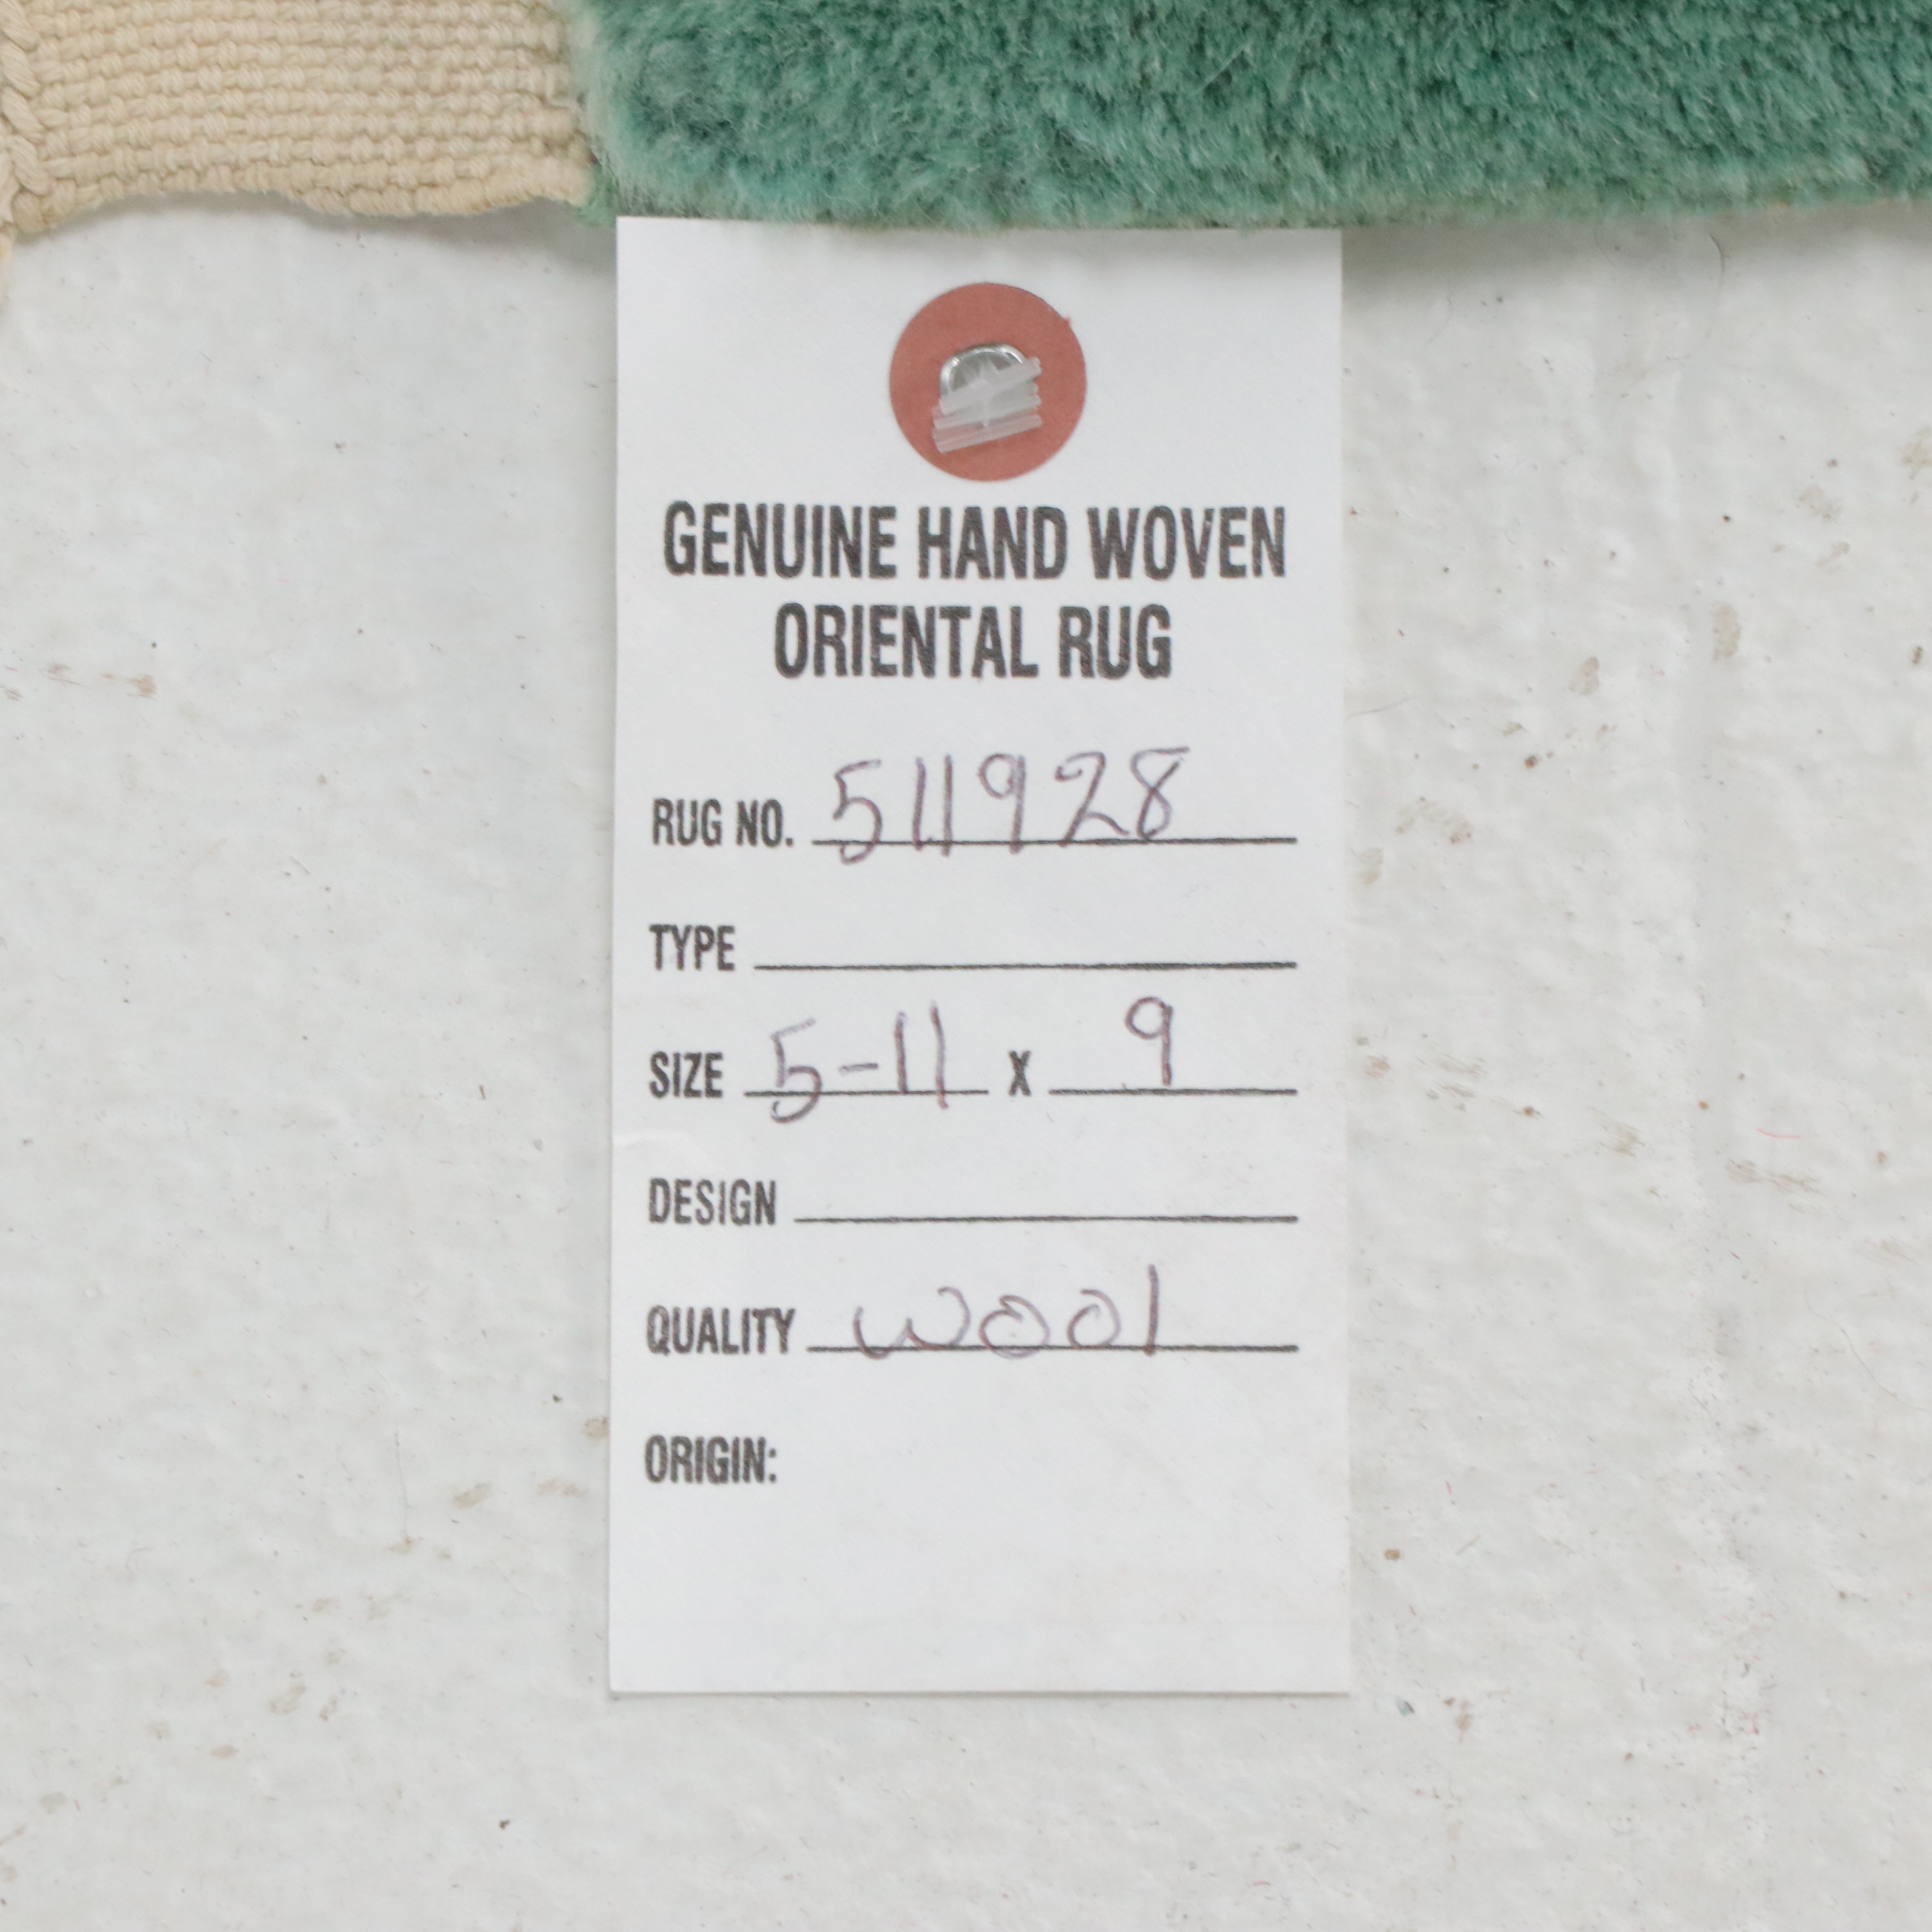 GENUINE HAND WOVEN
ORIENTAL RUG
RUG NO. 511928
TYPE
SIZE 5-11 X 9
DESIGN
QUALITY wool
ORIGIN: